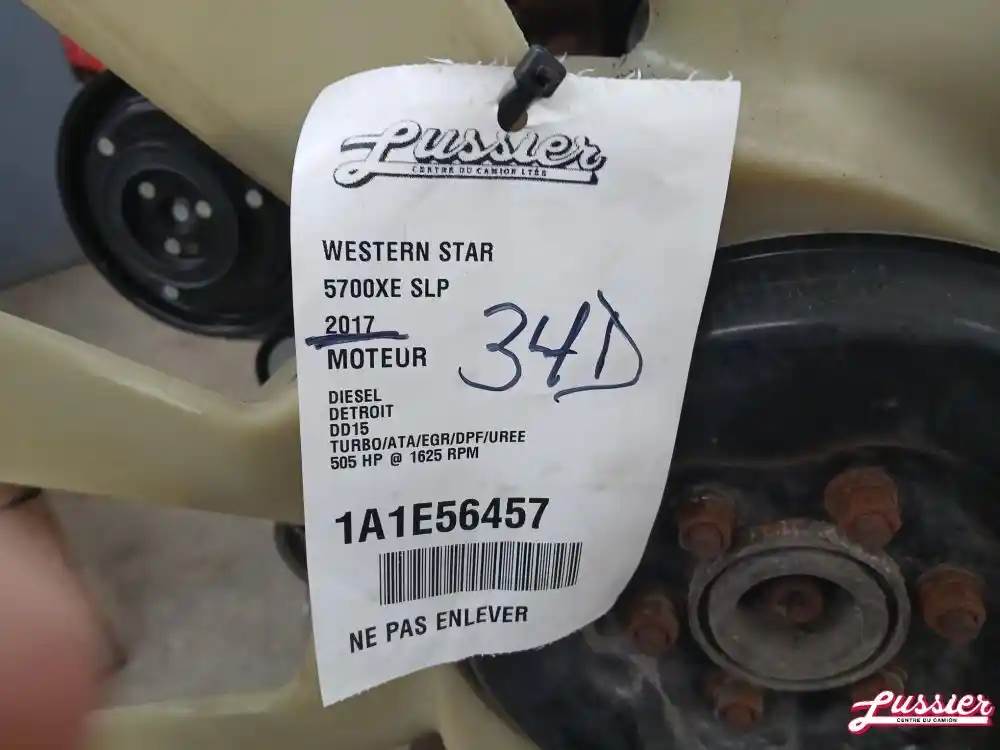 Lussier
CENTRE DU CAMION LTÉE
WESTERN STAR
5700XE SLP
2017
MOTEUR
34D
DIESEL
DETROIT
DD15
TURBO/ATA/EGR/DPF/UREE
505 HP @ 1625 RPM
1A1E56457
NE PAS ENLEVER
Lussier
CENTRE DU CAMION